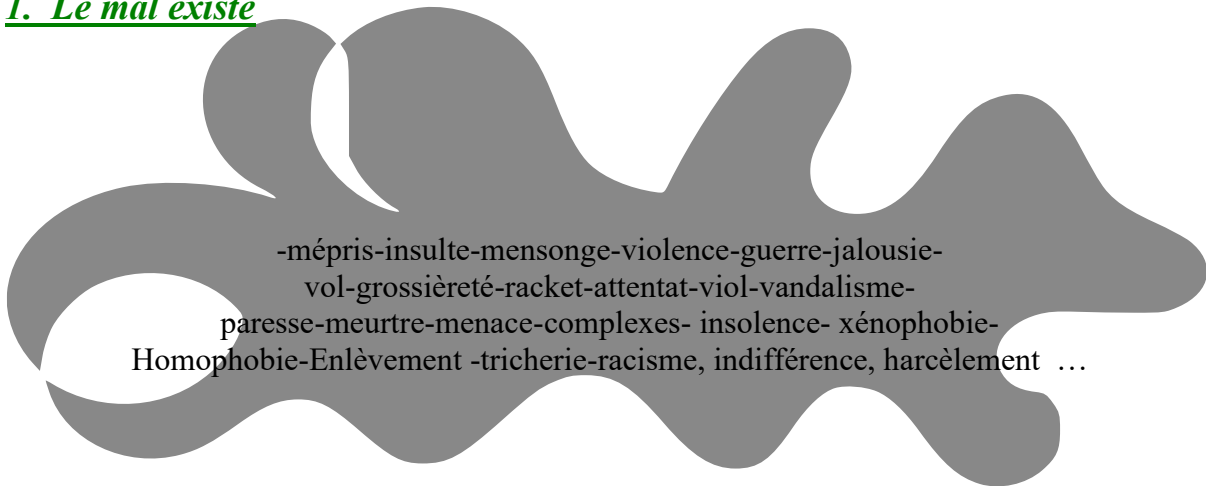 1. Le mal existe
-mépris-insulte-mensonge-violence-guerre-jalousie-
vol-grossièreté-racket-attentat-viol-vandalisme-
paresse-meurtre-menace-complexes- insolence- xénophobie-
Homophobie-Enlèvement -tricherie-racisme, indifférence, harcèlement …